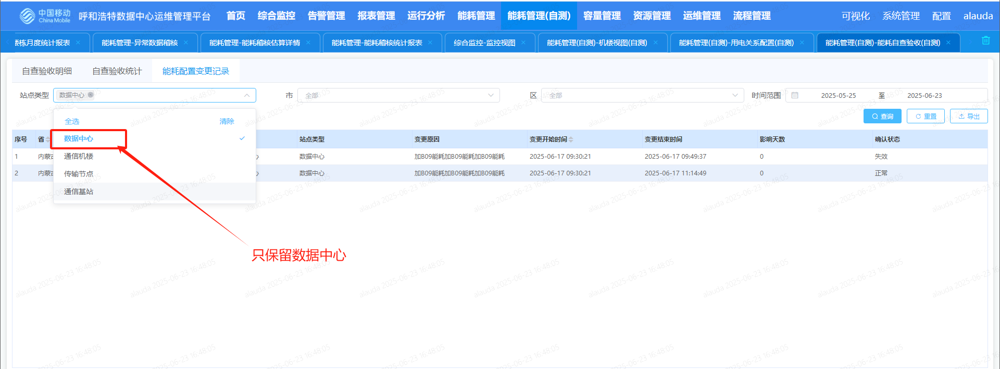 中国移动 China Mobile 呼和浩特数据中心运维管理平台 首页 综合监控 告警管理 报表管理 运行分析 能耗管理 能耗管理(自测) 容量管理 资源管理 运维管理 流程管理 可视化 系统管理 配置 alauda
栋月度统计报表 × 能耗管理-异常数据稽核 × 能耗管理-能耗稽核估算详情 × 能耗管理-能耗稽核统计报表 × 综合监控-监控视图 × 能耗管理(自测)-机楼视图(自测) × 能耗管理(自测)-用电关系配置(自测) × 能耗管理(自测)-能耗自查验收(自测) ×
自查验收明细 自查验收统计 能耗配置变更记录
站点类型 数据中心 市 全部 区 全部 时间范围 2025-05-25 至 2025-06-23
查询 重置 导出
全选 清除
数据中心
通信机楼
传输节点
通信基站
序号 省 站点类型 变更原因 变更开始时间 变更结束时间 影响天数 确认状态
1 内蒙古 数据中心 加B09能耗加B09能耗加B09能耗 2025-06-17 09:30:21 2025-06-17 09:49:37 0 失效
2 内蒙古 数据中心 加B09能耗加B09能耗加B09能耗 2025-06-17 09:30:21 2025-06-17 11:14:49 0 正常
只保留数据中心
alauda 2025-06-23 16:48:05